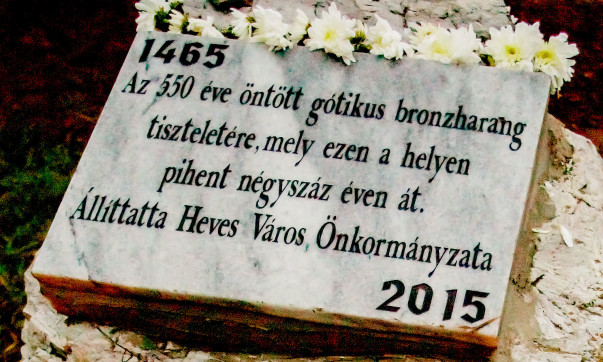 1465
Az 550 éve öntött gótikus bronzharang
tiszteletére, mely ezen a helyen
pihent négyszáz éven át.
Állíttatta Heves Város Önkormányzata
2015